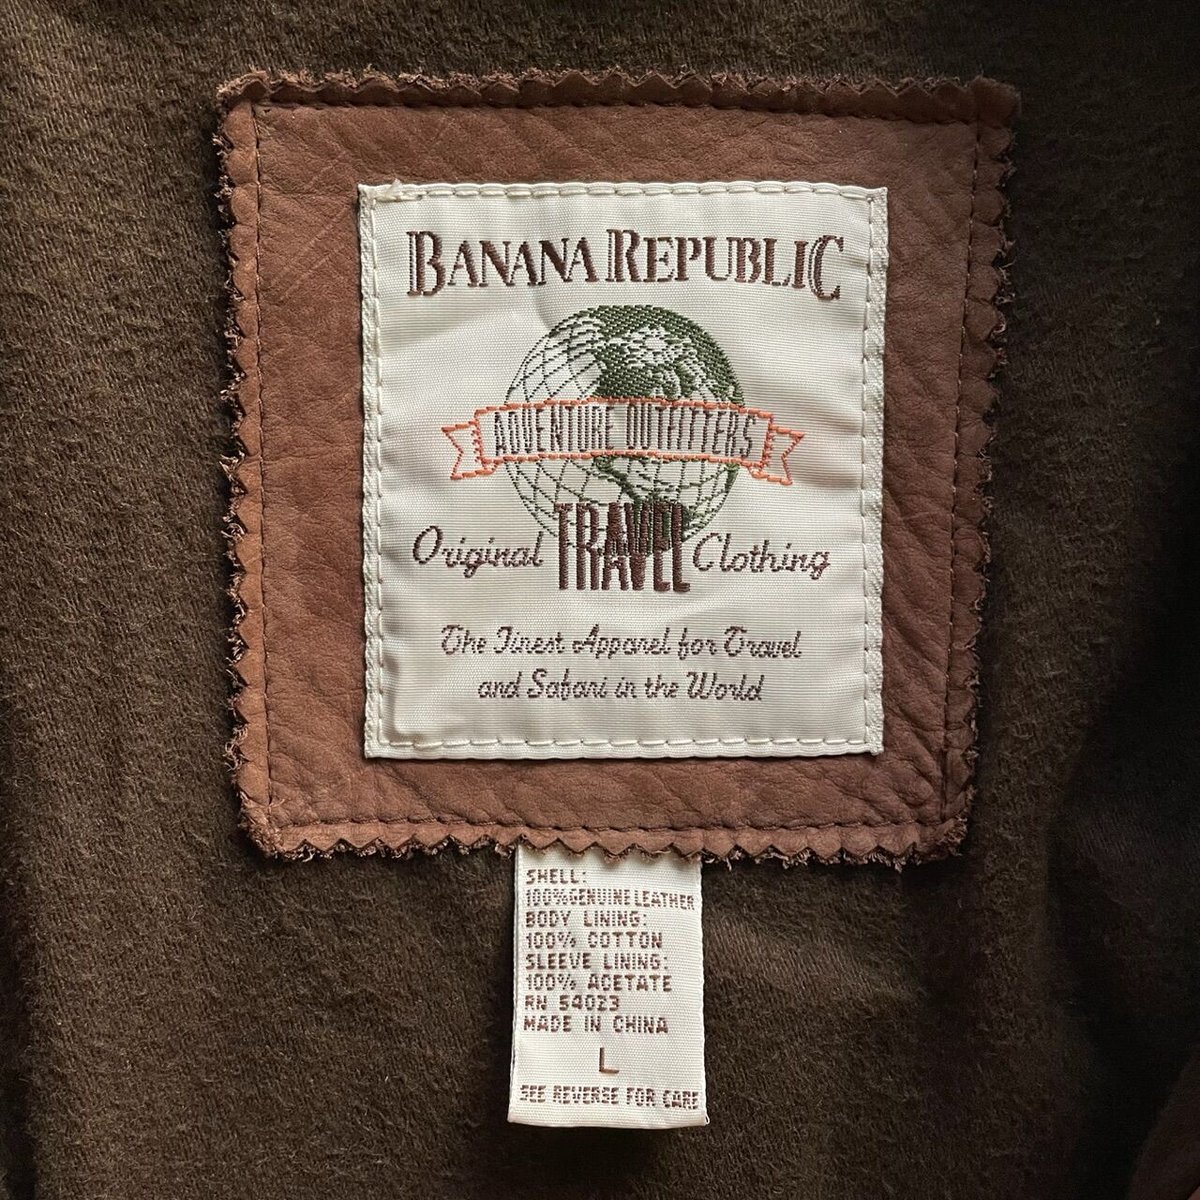 BANANA REPUBLIC
ADVENTURE OUTFITTERS
Original TRAVEL Clothing
The Finest Apparel for Travel
and Safari in the World
SHELL:
100% GENUINE LEATHER
BODY LINING:
100% COTTON
SLEEVE LINING:
100% ACETATE
RN 54023
MADE IN CHINA
L
SEE REVERSE FOR CARE